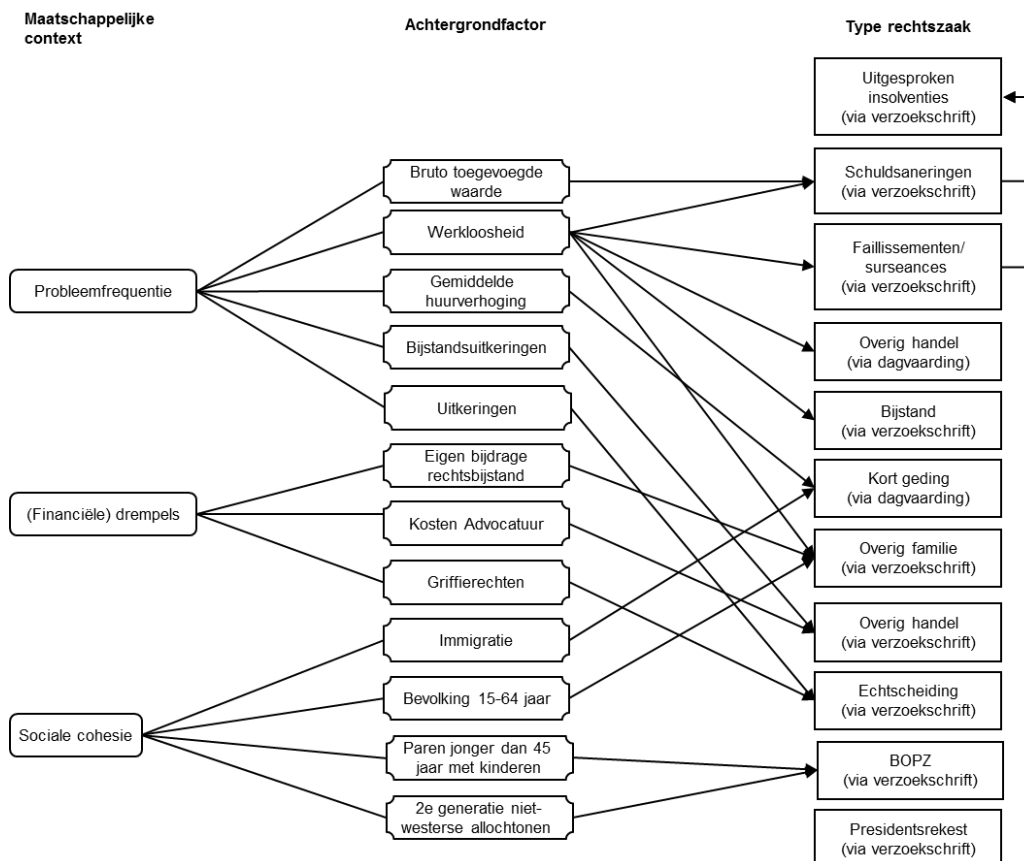 Maatschappelijke
context
Achtergrondfactor
Type rechtszaak
Probleemfrequentie
(Financiële) drempels
Sociale cohesie
Bruto toegevoegde
waarde
Werkloosheid
Gemiddelde
huurverhoging
Bijstandsuitkeringen
Uitkeringen
Eigen bijdrage
rechtsbijstand
Kosten Advocatuur
Griffierechten
Immigratie
Bevolking 15-64 jaar
Paren jonger dan 45
jaar met kinderen
2e generatie niet-
westerse allochtonen
Uitgesproken
insolventies
(via verzoekschrift)
Schuldsaneringen
(via verzoekschrift)
Faillissementen/
surseances
(via verzoekschrift)
Overig handel
(via dagvaarding)
Bijstand
(via verzoekschrift)
Kort geding
(via dagvaarding)
Overig familie
(via verzoekschrift)
Overig handel
(via verzoekschrift)
Echtscheiding
(via verzoekschrift)
BOPZ
(via verzoekschrift)
Presidentsrekest
(via verzoekschrift)